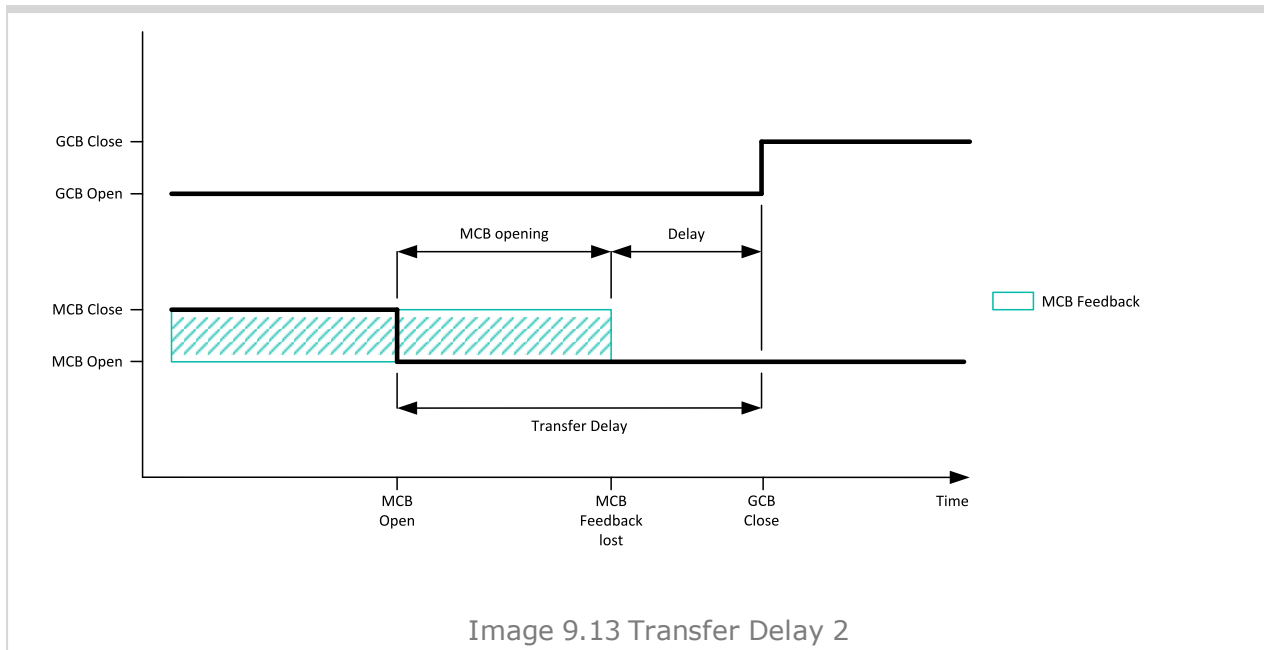 GCB Close
GCB Open
MCB opening
Delay
MCB Close
MCB Feedback
MCB Open
Transfer Delay
MCB
Open
MCB
Feedback
lost
GCB
Close
Time
Image 9.13 Transfer Delay 2